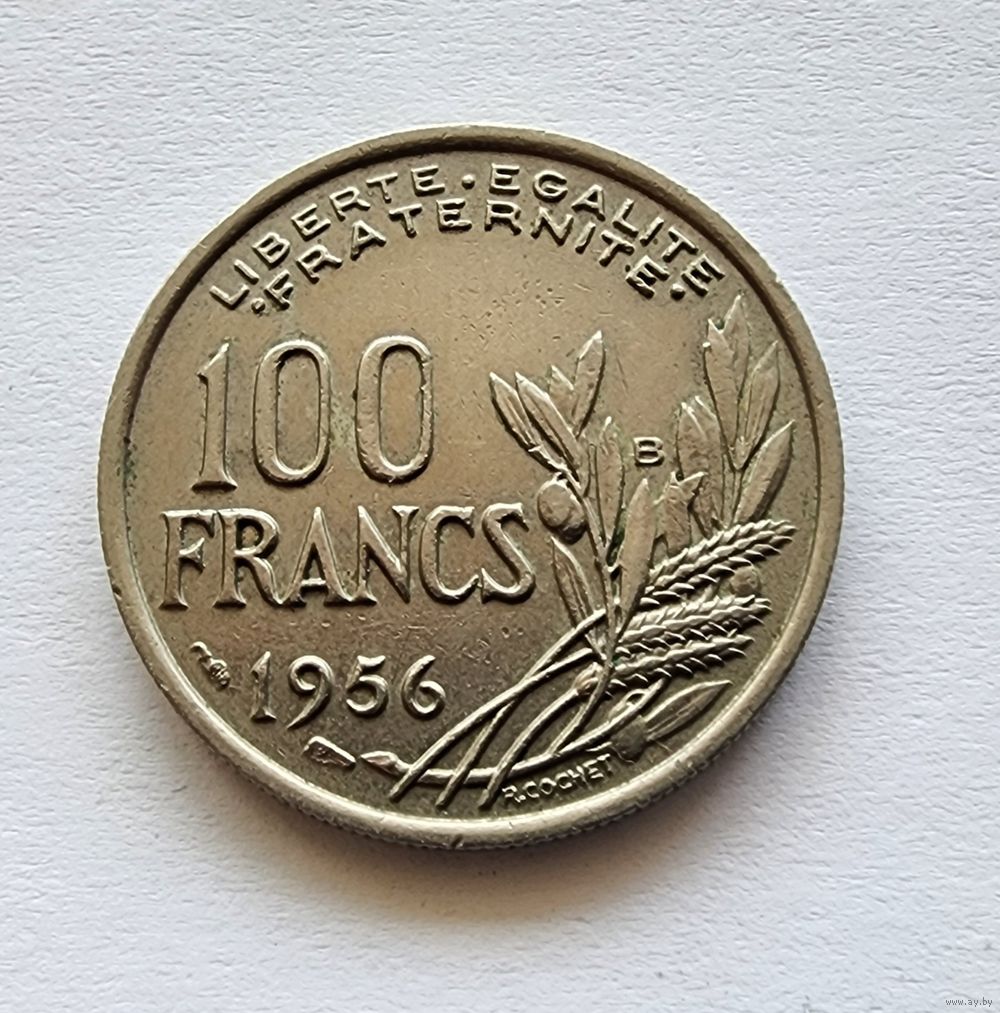 LIBERTE·EGALITE
·FRATERNITE·
100
FRANCS
B
1956
R.COCHET
www.ay.by